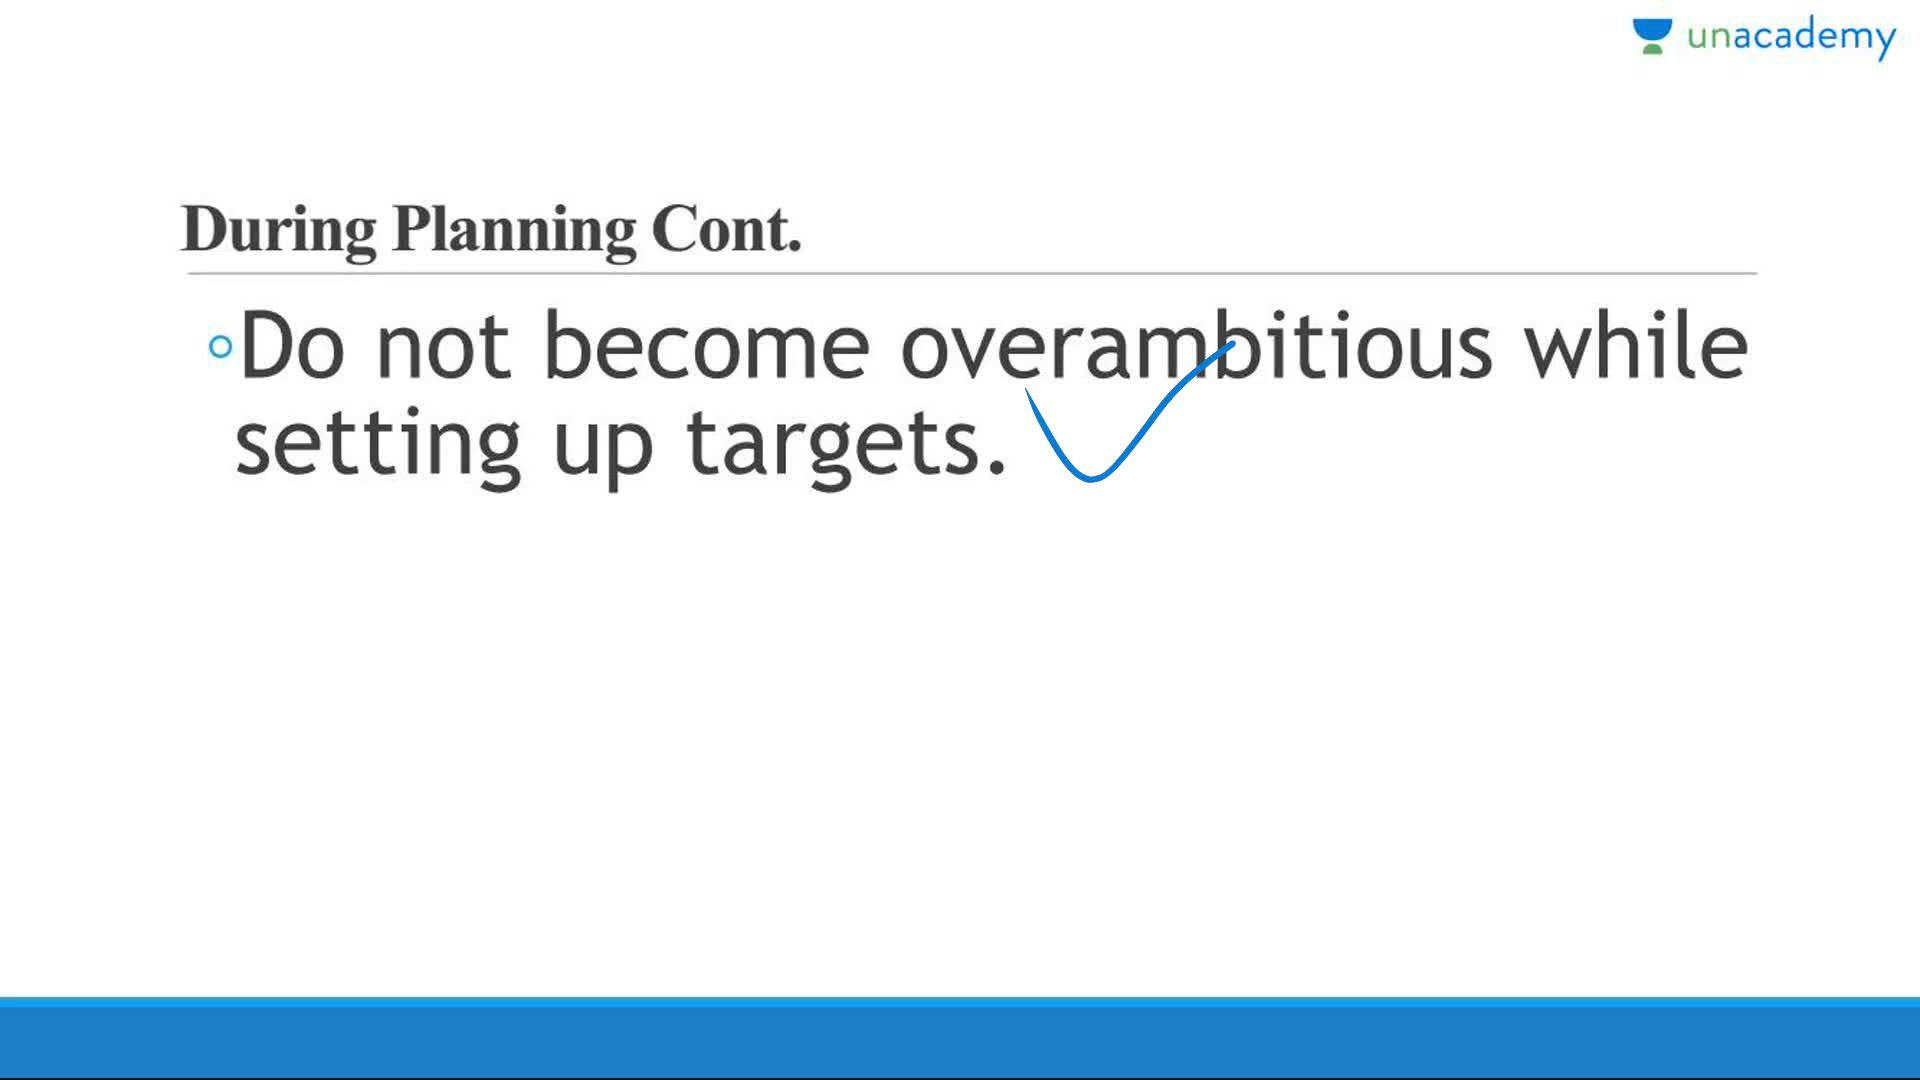 unacademy
During Planning Cont.
◦Do not become overambitious while
setting up targets.